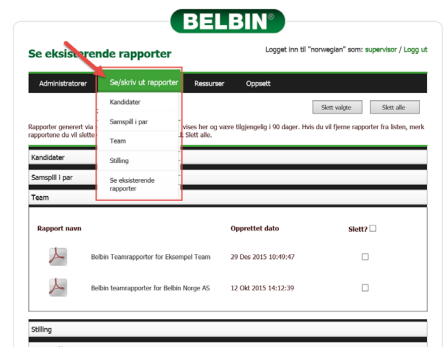 BELBIN®
Se eksisterende rapporter
Logget inn til "norwegian" som: supervisor / Logg ut
Administratorer
Se/skriv ut rapporter
Ressurser
Oppsett
Kandidater
Samspill i par
Team
Stilling
Se eksisterende
rapporter
Slett valgte
Slett alle
Rapporter generert via
vises her og være tilgjengelig i 90 dager. Hvis du vil fjerne rapporter fra listen, merk
rapportene du vil slette
Slett alle.
Kandidater
Samspill i par
Team
Rapport navn
Opprettet dato
Slett?
Belbin Teamrapporter for Eksempel Team
29 Des 2015 10:49:47
Belbin teamrapporter for Belbin Norge AS
12 Okt 2015 14:12:39
Stilling